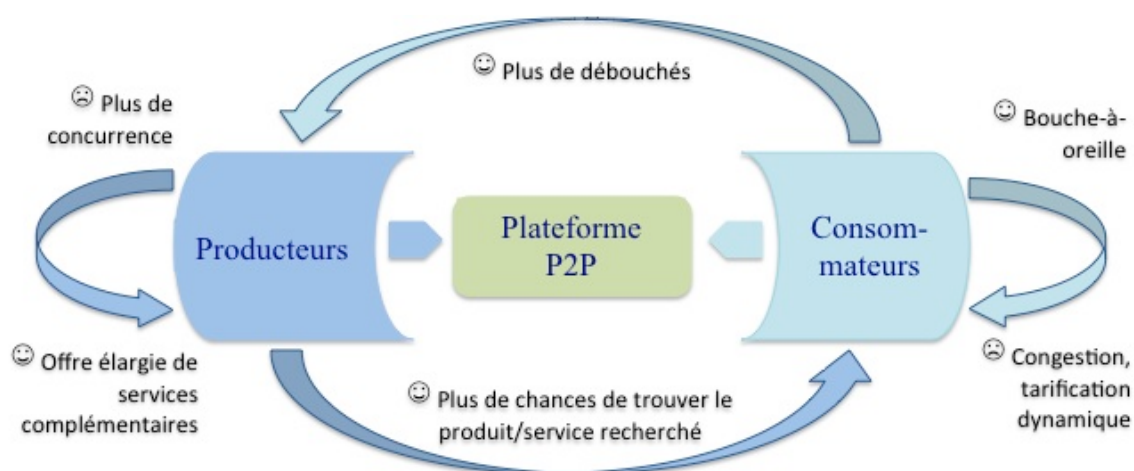 ☺ Plus de débouchés
☹ Plus de
concurrence
☺ Bouche-à-
oreille
Producteurs
Plateforme
P2P
Consom-
mateurs
☺ Offre élargie de
services
complémentaires
☺ Plus de chances de trouver le
produit/service recherché
☹ Congestion,
tarification
dynamique